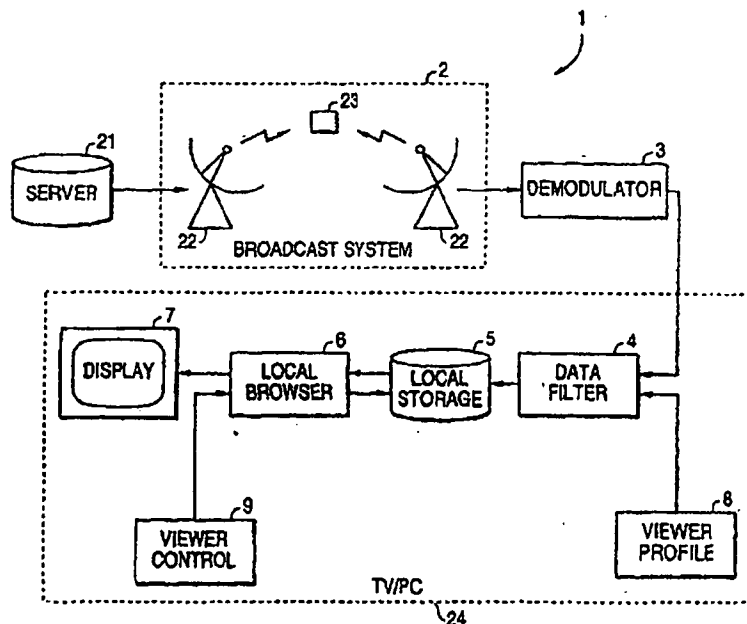 1
2
23
21
SERVER
3
DEMODULATOR
22
22
BROADCAST SYSTEM
7
DISPLAY
6
LOCAL
BROWSER
5
LOCAL
STORAGE
4
DATA
FILTER
9
VIEWER
CONTROL
8
VIEWER
PROFILE
TV/PC
24